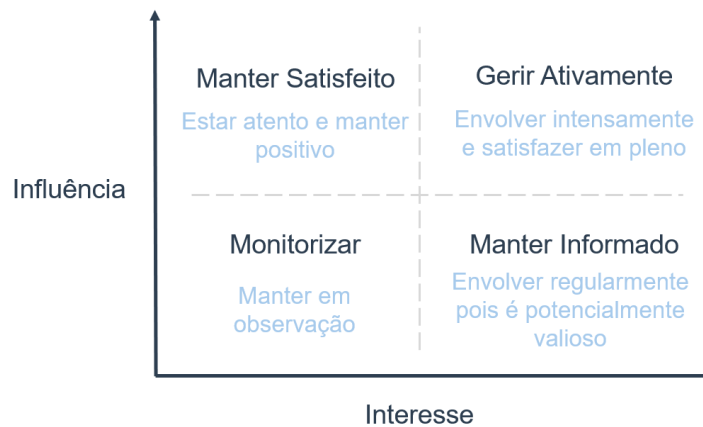 Manter Satisfeito
Estar atento e manter
positivo
Gerir Ativamente
Envolver intensamente
e satisfazer em pleno
Influência
Monitorizar
Manter em
observação
Manter Informado
Envolver regularmente
pois é potencialmente
valioso
Interesse